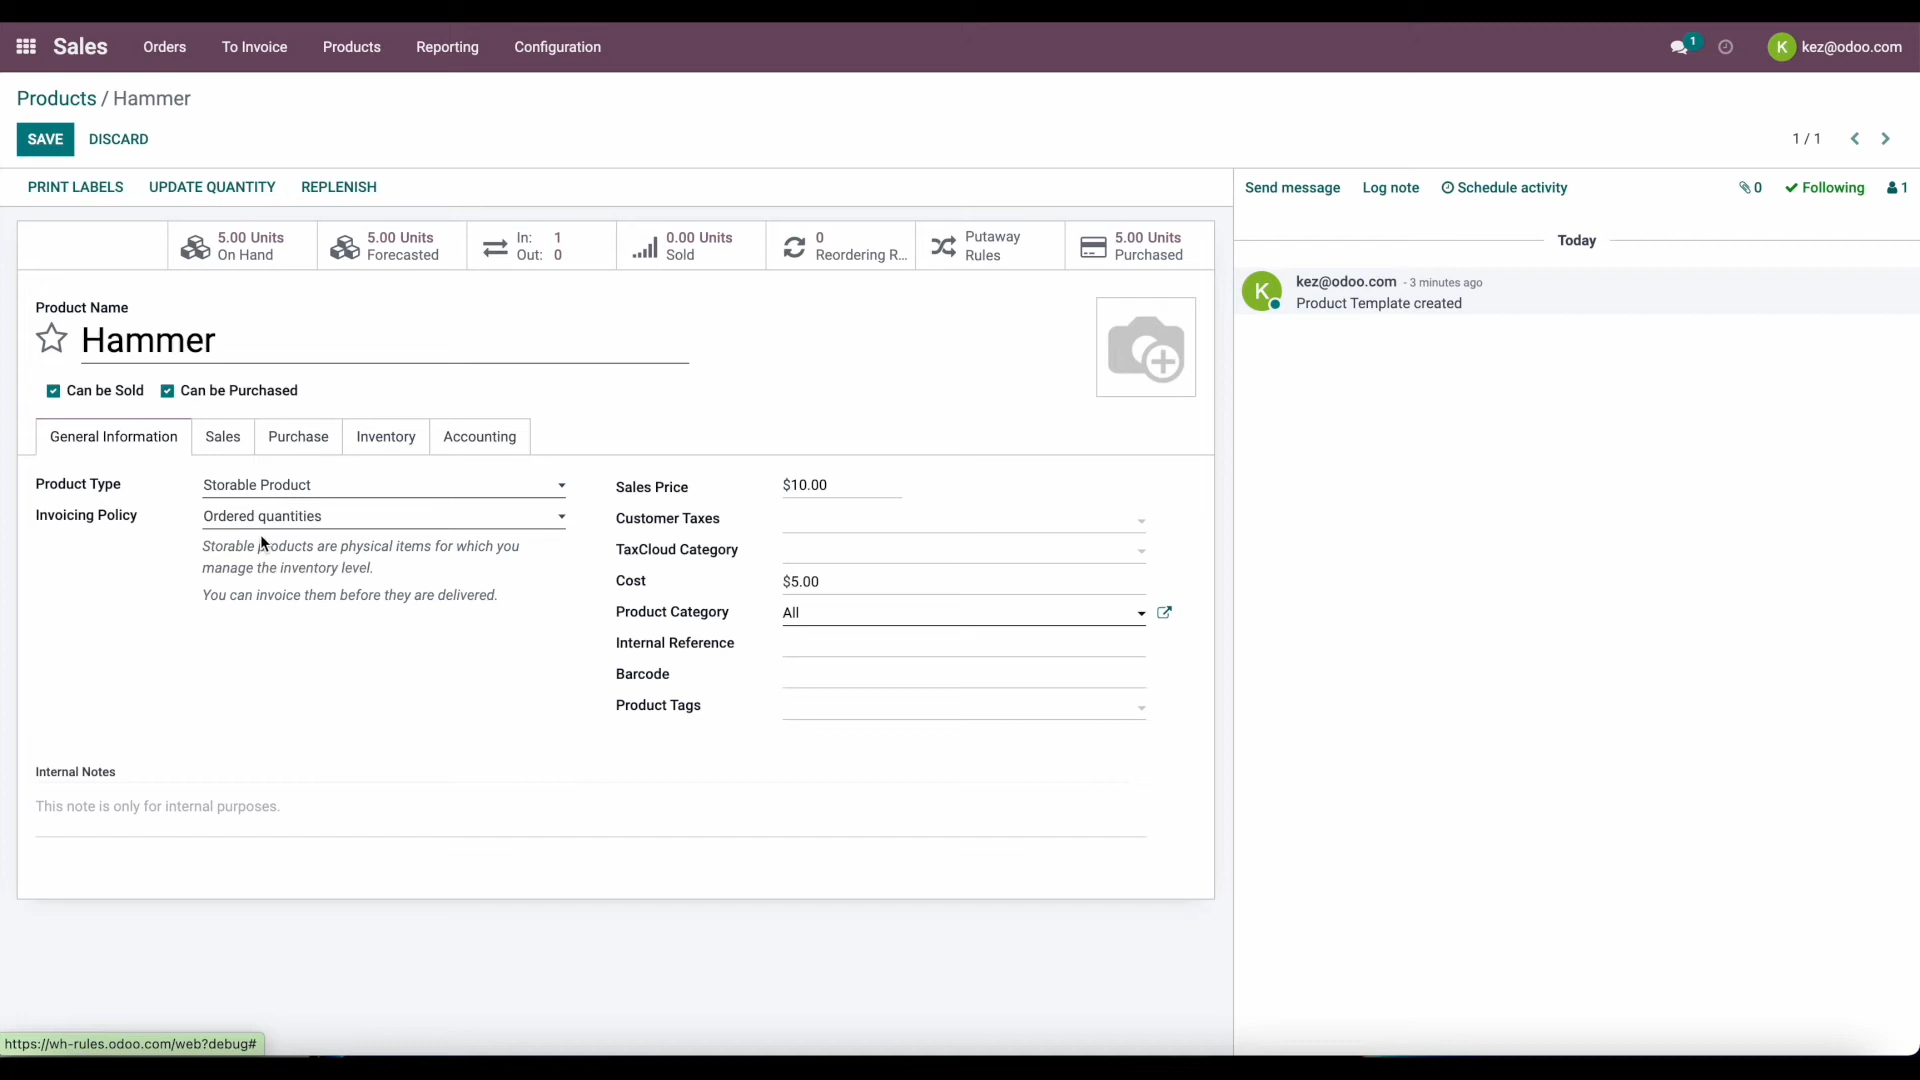 Sales Orders To Invoice Products Reporting Configuration 1 K kez@odoo.com
Products / Hammer
SAVE DISCARD 1 / 1
PRINT LABELS UPDATE QUANTITY REPLENISH
Send message Log note Schedule activity 0 Following 1
5.00 Units
On Hand
5.00 Units
Forecasted
In: 1
Out: 0
0.00 Units
Sold
0
Reordering R...
Putaway
Rules
5.00 Units
Purchased
Today
K
kez@odoo.com - 3 minutes ago
Product Template created
Product Name
Hammer
Can be Sold Can be Purchased
General Information Sales Purchase Inventory Accounting
Product Type Storable Product
Invoicing Policy Ordered quantities
Storable products are physical items for which you
manage the inventory level.
You can invoice them before they are delivered.
Sales Price $10.00
Customer Taxes
TaxCloud Category
Cost $5.00
Product Category All
Internal Reference
Barcode
Product Tags
Internal Notes
This note is only for internal purposes.
https://wh-rules.odoo.com/web?debug#